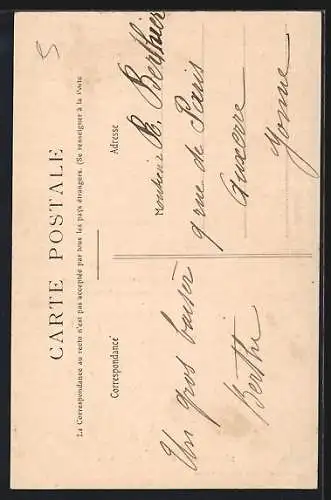 5
CARTE POSTALE
La Correspondance au recto n'est pas acceptée par tous les pays étrangers. (Se renseigner à la Poste
Correspondance
Un gros baiser
Berthe
Adresse
Monsieur R. Berthier
9 rue de Paris
Auxerre
Yonne